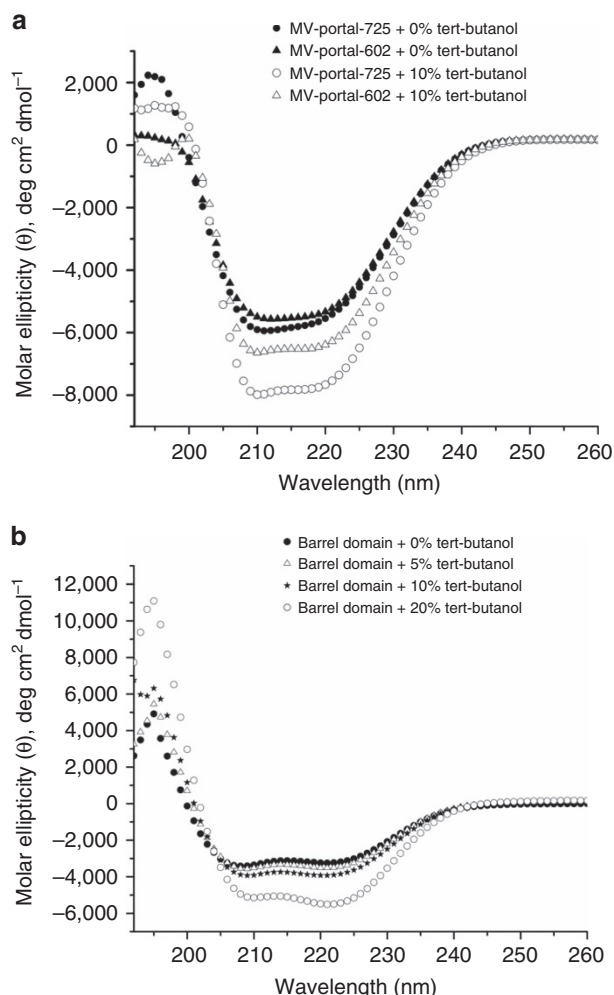 a
MV-portal-725 + 0% tert-butanol
MV-portal-602 + 0% tert-butanol
MV-portal-725 + 10% tert-butanol
MV-portal-602 + 10% tert-butanol
Molar ellipticity (θ), deg cm² dmol⁻¹
2,000
0
–2,000
–4,000
–6,000
–8,000
200 210 220 230 240 250 260
Wavelength (nm)
b
Barrel domain + 0% tert-butanol
Barrel domain + 5% tert-butanol
Barrel domain + 10% tert-butanol
Barrel domain + 20% tert-butanol
Molar ellipticity (θ), deg cm² dmol⁻¹
12,000
10,000
8,000
6,000
4,000
2,000
0
–2,000
–4,000
–6,000
200 210 220 230 240 250 260
Wavelength (nm)